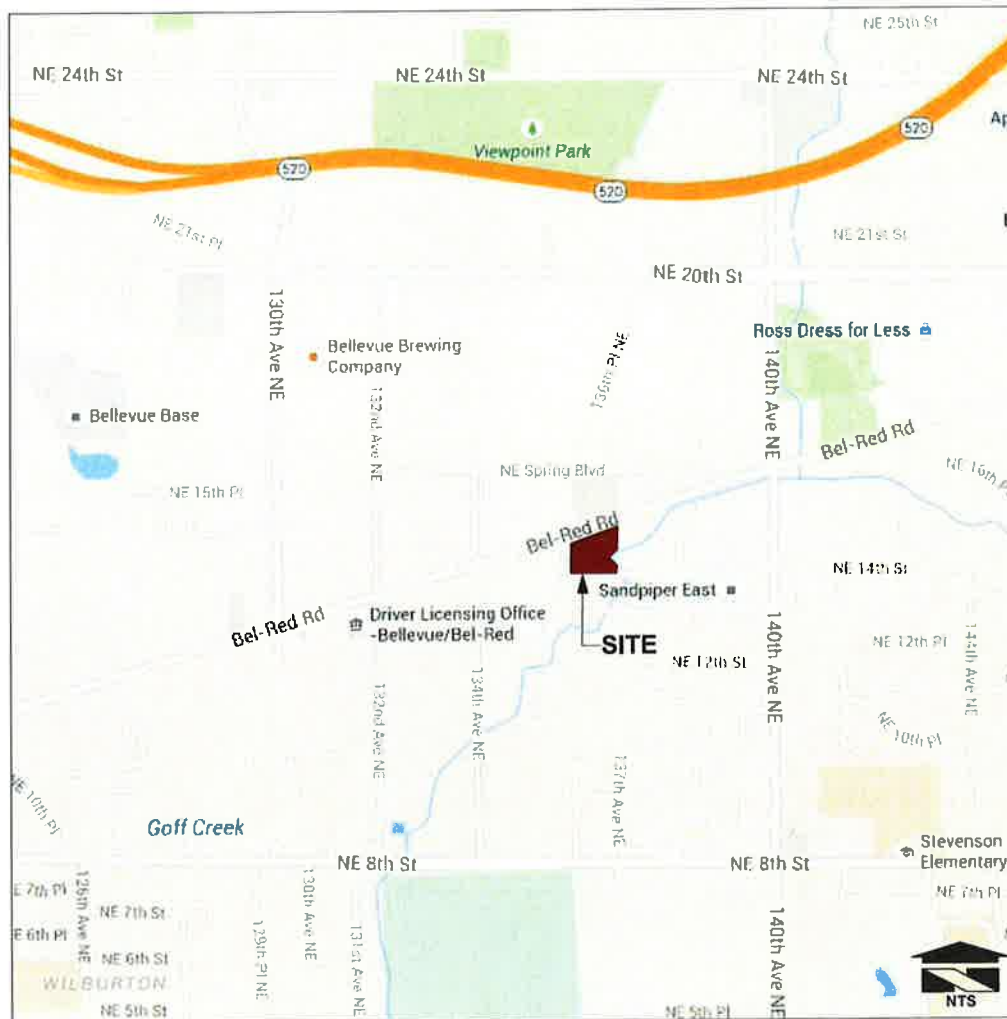 NE 25th St
NE 24th St
NE 24th St
NE 24th St
520
Ap
Viewpoint Park
520
520
NE 21st Pl
NE 21st St
NE 20th St
130th Ave NE
Ross Dress for Less
Bellevue Brewing
Company
136th Pl NE
140th Ave NE
132nd Ave NE
Bellevue Base
Bel-Red Rd
NE Spring Blvd
NE 16th P
NE 15th Pl
Bel-Red Rd
NE 14th St
Sandpiper East
Driver Licensing Office
-Bellevue/Bel-Red
Bel-Red Rd
SITE
NE 12th St
NE 12th Pl
140th Ave NE
144th Ave NE
132nd Ave NE
134th Ave NE
NE 10th Pl
137th Ave NE
NE 10th Pl
Goff Creek
Stevenson
Elementary
NE 8th St
NE 8th St
E 7th Pl
126th Ave NE
NE 7th St
130th Ave NE
NE 7th Pl
129th Pl NE
131st Ave NE
140th Ave NE
E 6th Pl
NE 6th St
WILBURTON
NE 5th St
NE 5th Pl
NTS